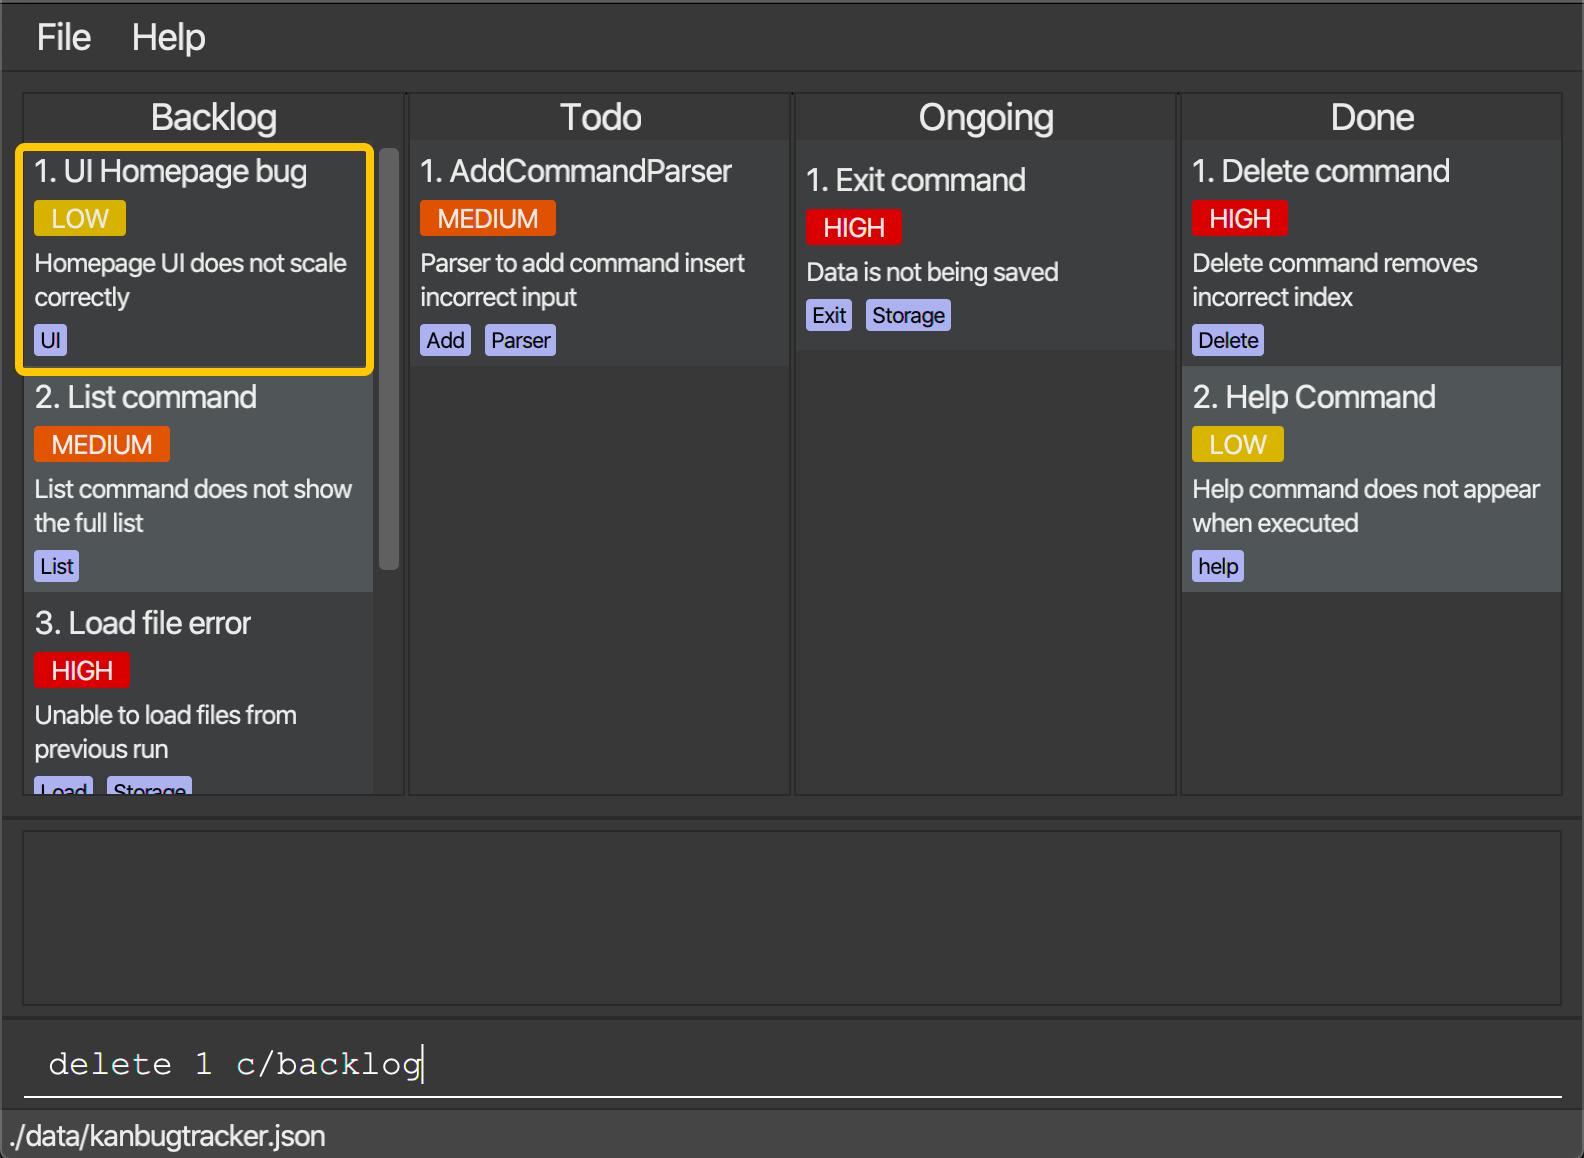 File Help
Backlog
1. UI Homepage bug
LOW
Homepage UI does not scale
correctly
UI
2. List command
MEDIUM
List command does not show
the full list
List
3. Load file error
HIGH
Unable to load files from
previous run
Load Storage
Todo
1. AddCommandParser
MEDIUM
Parser to add command insert
incorrect input
Add Parser
Ongoing
1. Exit command
HIGH
Data is not being saved
Exit Storage
Done
1. Delete command
HIGH
Delete command removes
incorrect index
Delete
2. Help Command
LOW
Help command does not appear
when executed
help
delete 1 c/backlog
./data/kanbugtracker.json